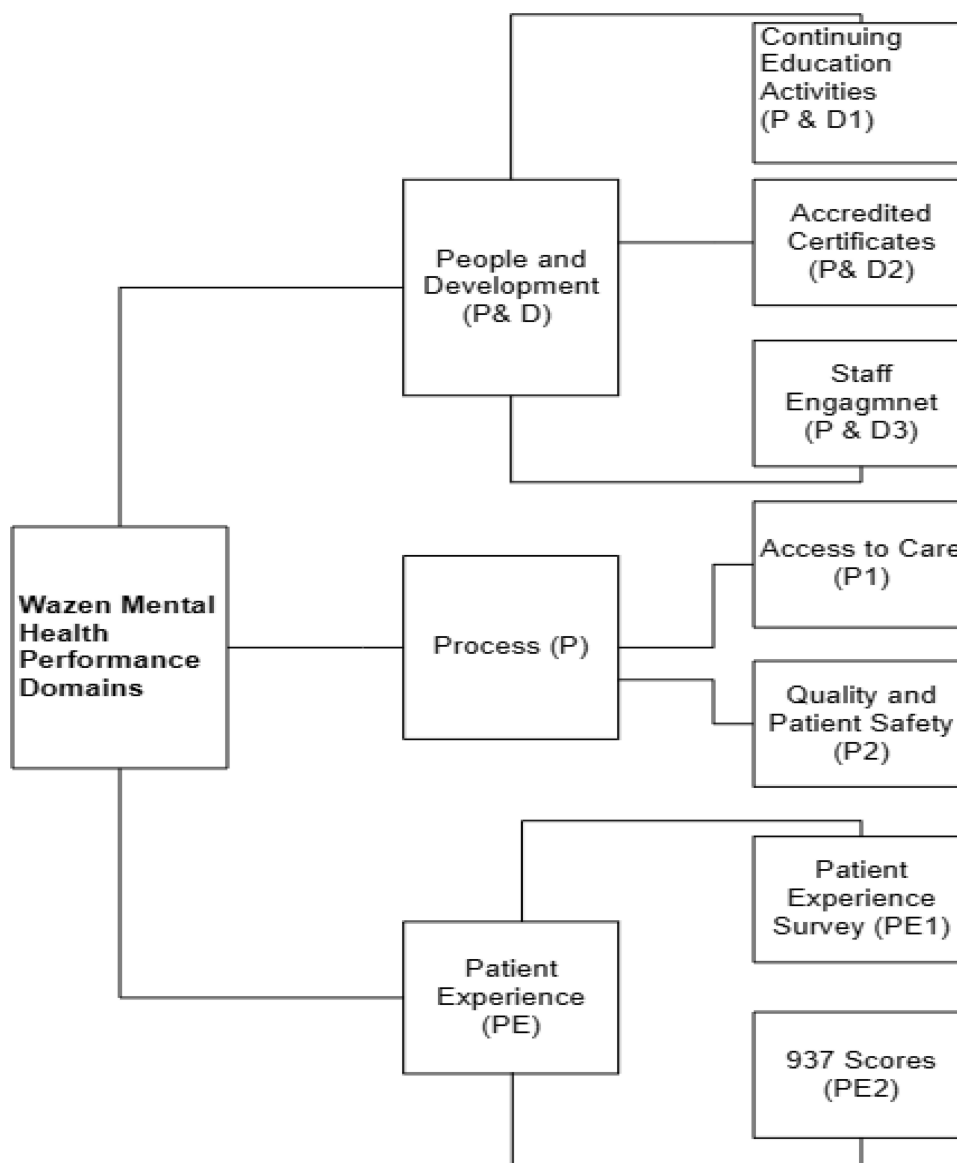 Continuing
Education
Activities
(P & D1)
Accredited
Certificates
(P& D2)
People and
Development
(P& D)
Staff
Engagmnet
(P & D3)
Wazen Mental
Health
Performance
Domains
Process (P)
Access to Care
(P1)
Quality and
Patient Safety
(P2)
Patient
Experience
(PE)
Patient
Experience
Survey (PE1)
937 Scores
(PE2)